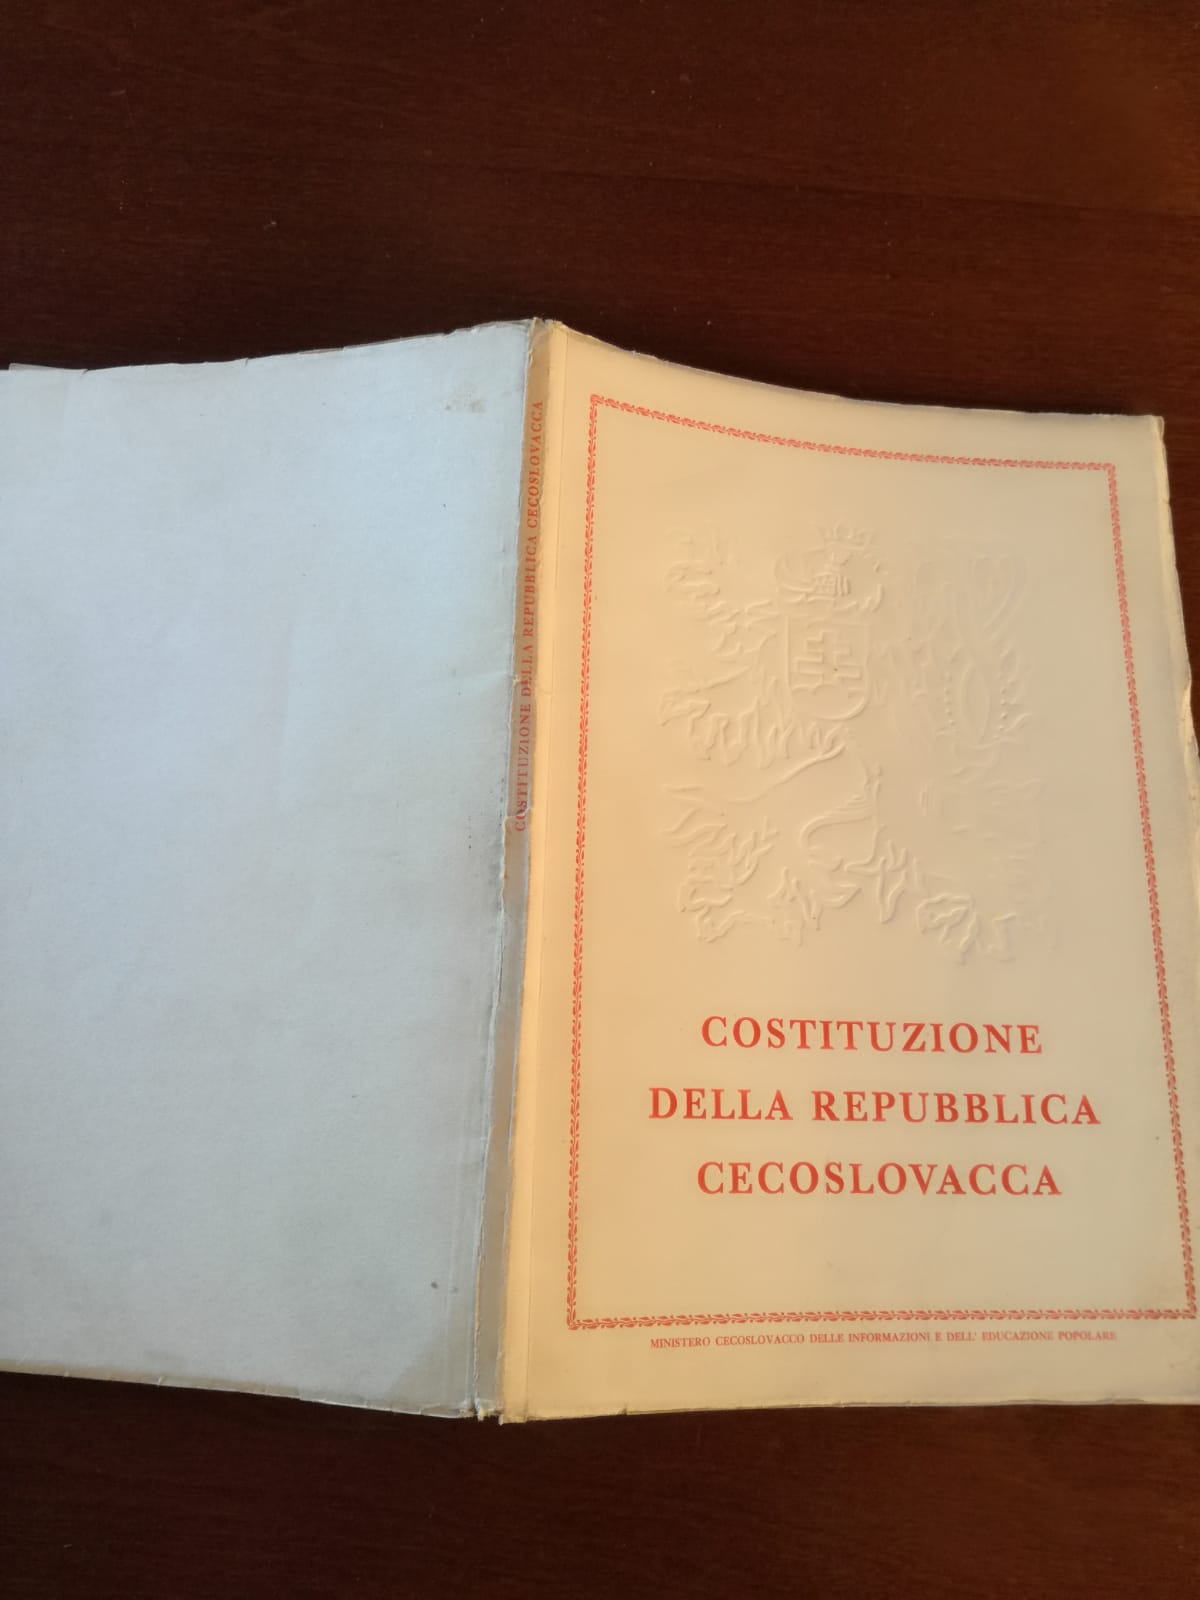 COSTITUZIONE DELLA REPUBBLICA CECOSLOVACCA
COSTITUZIONE
DELLA REPUBBLICA
CECOSLOVACCA
MINISTERO CECOSLOVACCO DELLE INFORMAZIONI E DELL' EDUCAZIONE POPOLARE